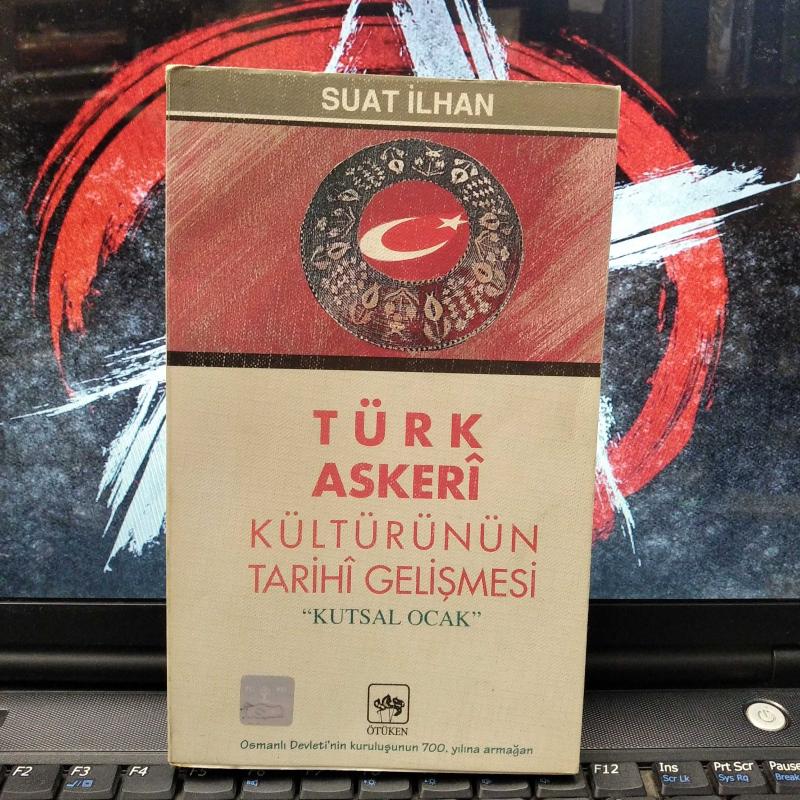 SUAT İLHAN
TÜRK
ASKERÎ
KÜLTÜRÜNÜN
TARİHÎ GELİŞMESİ
“KUTSAL OCAK”
ÖTÜKEN
Osmanlı Devleti'nin kuruluşunun 700. yılına armağan
F2
F3
F4
F5
F12
Ins
Scr Lk
Prt Scr
Sys Rq
Pause
Break